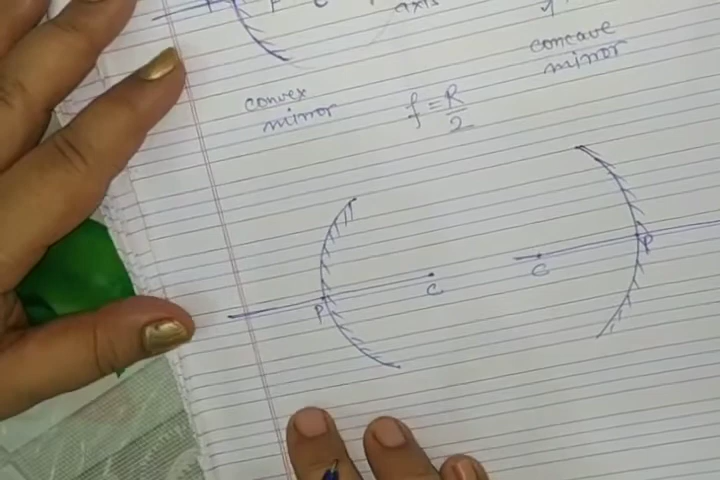 F C axis
concave
mirror
convex
mirror
f = R/2
P C
C P